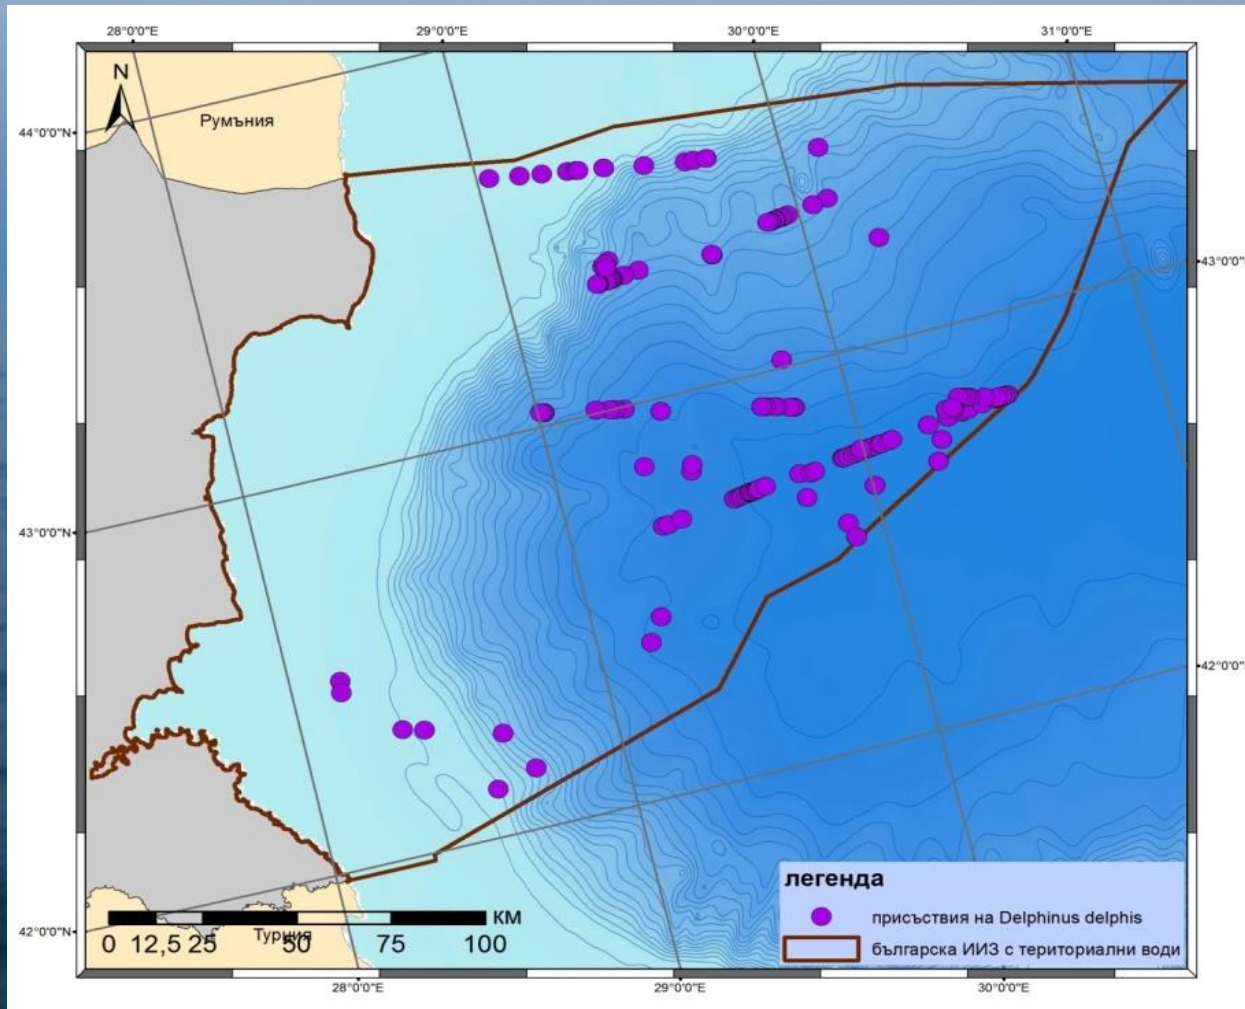 28°0'0"E 29°0'0"E 30°0'0"E 31°0'0"E
N
44°0'0"N
Румъния
43°0'0"N
43°0'0"N
42°0'0"N
42°0'0"N
легенда
присъствия на Delphinus delphis
българска ИИЗ с териториални води
КМ
0 12,5 25 50 75 100
Турция
28°0'0"E 29°0'0"E 30°0'0"E